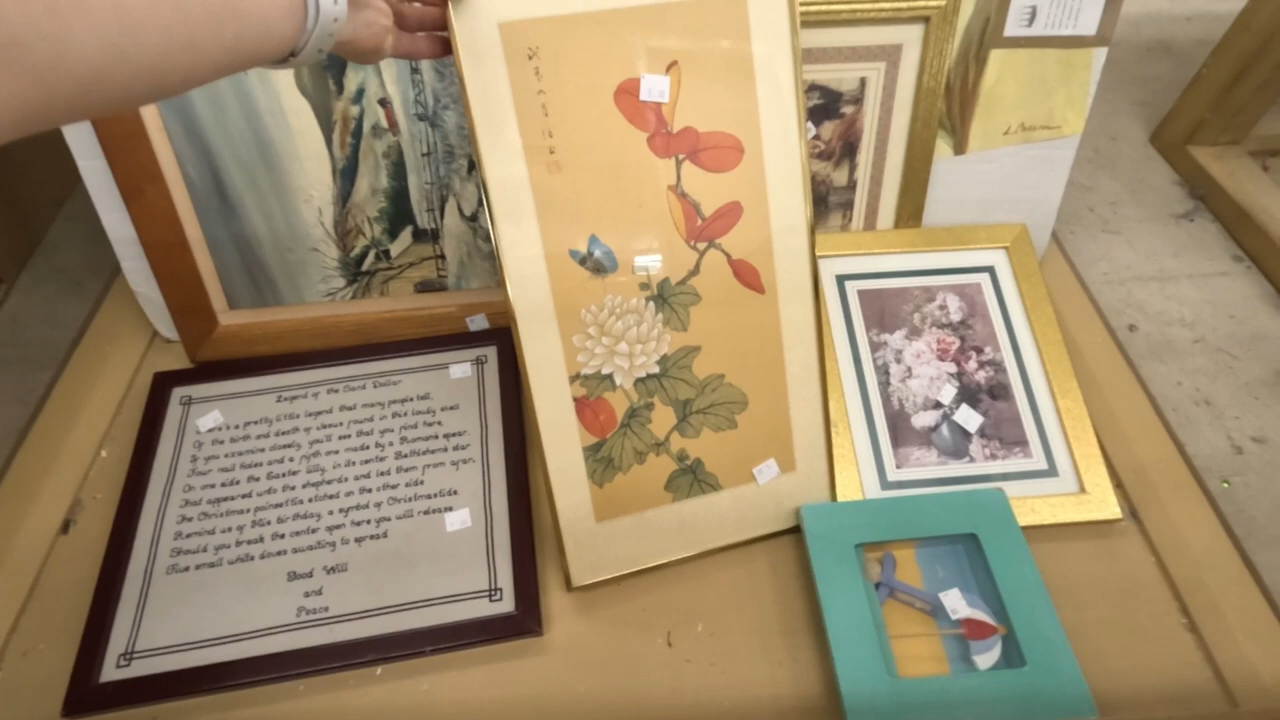 Legend of the Sand Dollar
's a pretty little legend that many people tell,
Of the birth and death of Jesus found in this lowly shell
If you examine closely, you'll see that you find here,
Four nail holes and a fifth one made by a Roman's spear.
On one side the Easter lilly, in its center Bethlehem's star
That appeared unto the shepherds and led them from afar.
The Christmas poinsettia etched on the other side
Remind us of His birthday, a symbol of Christmastide.
Should you break the center open here you will release
Five small white doves awaiting to spread
Good Will
and
Peace